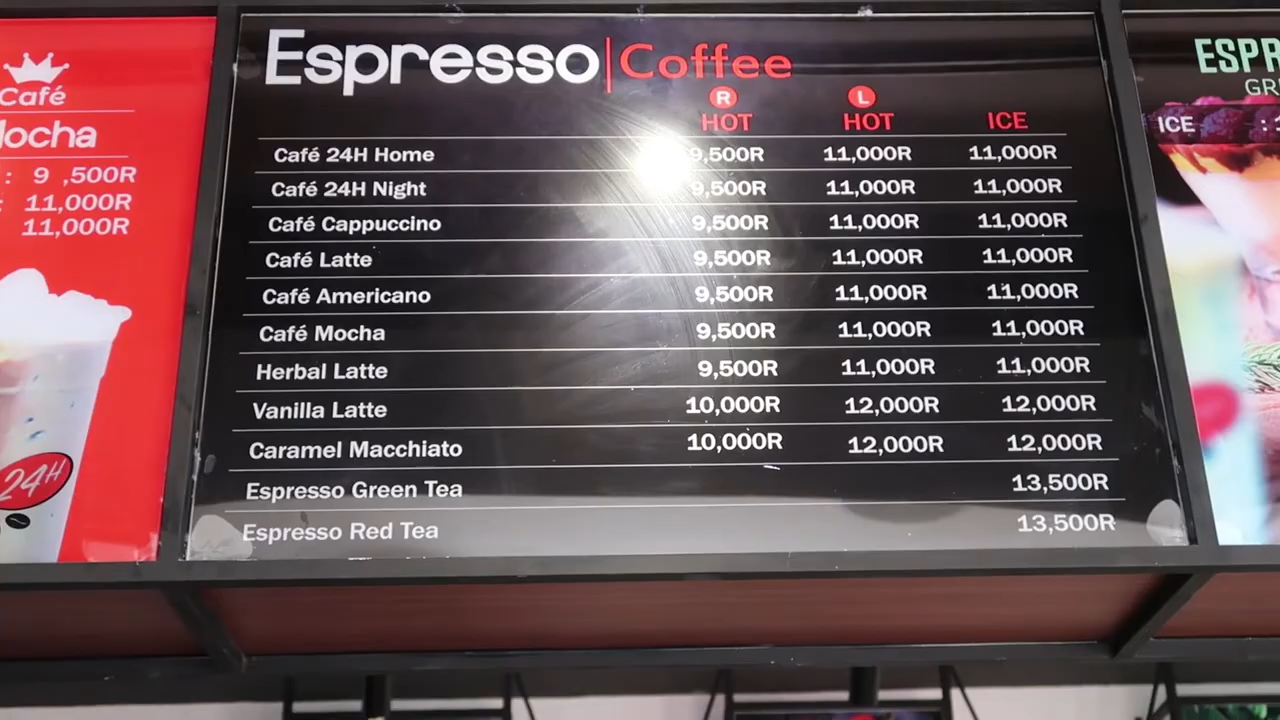 Café
Mocha
: 9 ,500R
: 11,000R
11,000R
24H
Espresso | Coffee
R L
HOT HOT ICE
Café 24H Home 9,500R 11,000R 11,000R
Café 24H Night 9,500R 11,000R 11,000R
Café Cappuccino 9,500R 11,000R 11,000R
Café Latte 9,500R 11,000R 11,000R
Café Americano 9,500R 11,000R 11,000R
Café Mocha 9,500R 11,000R 11,000R
Herbal Latte 9,500R 11,000R 11,000R
Vanilla Latte 10,000R 12,000R 12,000R
Caramel Macchiato 10,000R 12,000R 12,000R
Espresso Green Tea 13,500R
Espresso Red Tea 13,500R
ICE :